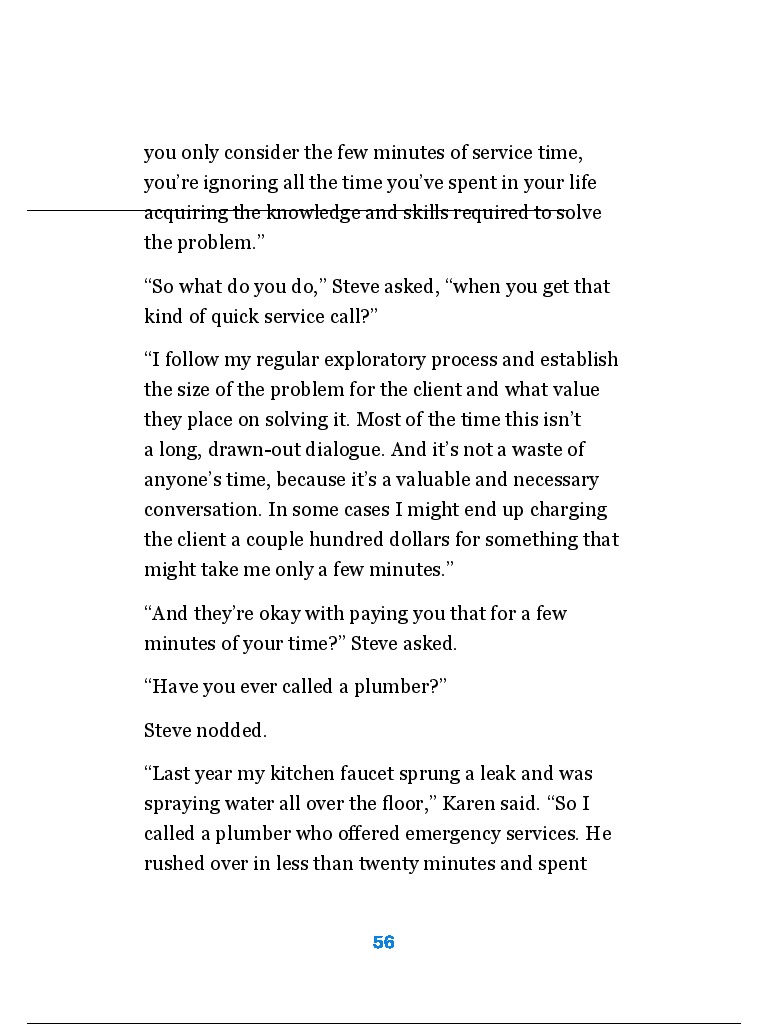 you only consider the few minutes of service time,
you’re ignoring all the time you’ve spent in your life
acquiring the knowledge and skills required to solve
the problem.”
“So what do you do,” Steve asked, “when you get that
kind of quick service call?”
“I follow my regular exploratory process and establish
the size of the problem for the client and what value
they place on solving it. Most of the time this isn’t
a long, drawn-out dialogue. And it’s not a waste of
anyone’s time, because it’s a valuable and necessary
conversation. In some cases I might end up charging
the client a couple hundred dollars for something that
might take me only a few minutes.”
“And they’re okay with paying you that for a few
minutes of your time?” Steve asked.
“Have you ever called a plumber?”
Steve nodded.
“Last year my kitchen faucet sprung a leak and was
spraying water all over the floor,” Karen said. “So I
called a plumber who offered emergency services. He
rushed over in less than twenty minutes and spent
56